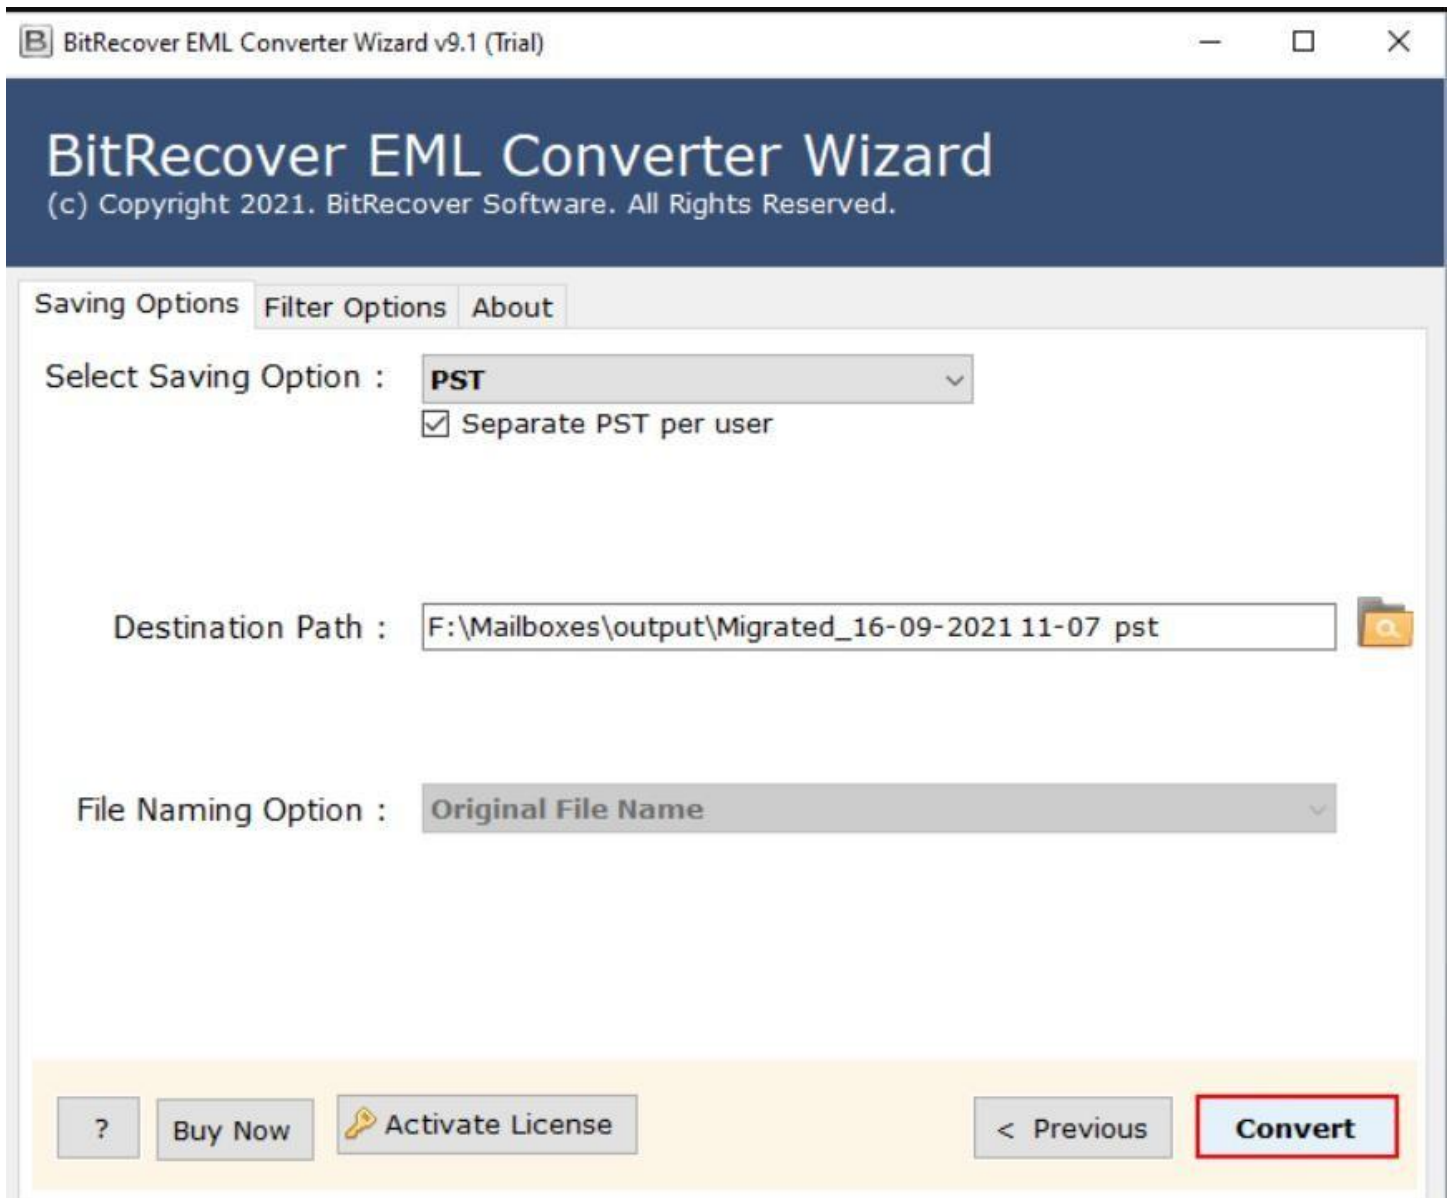 BitRecover EML Converter Wizard v9.1 (Trial)
BitRecover EML Converter Wizard
(c) Copyright 2021. BitRecover Software. All Rights Reserved.
Saving Options Filter Options About
Select Saving Option : PST
Separate PST per user
Destination Path : F:\Mailboxes\output\Migrated_16-09-2021 11-07 pst
File Naming Option : Original File Name
? Buy Now Activate License < Previous Convert